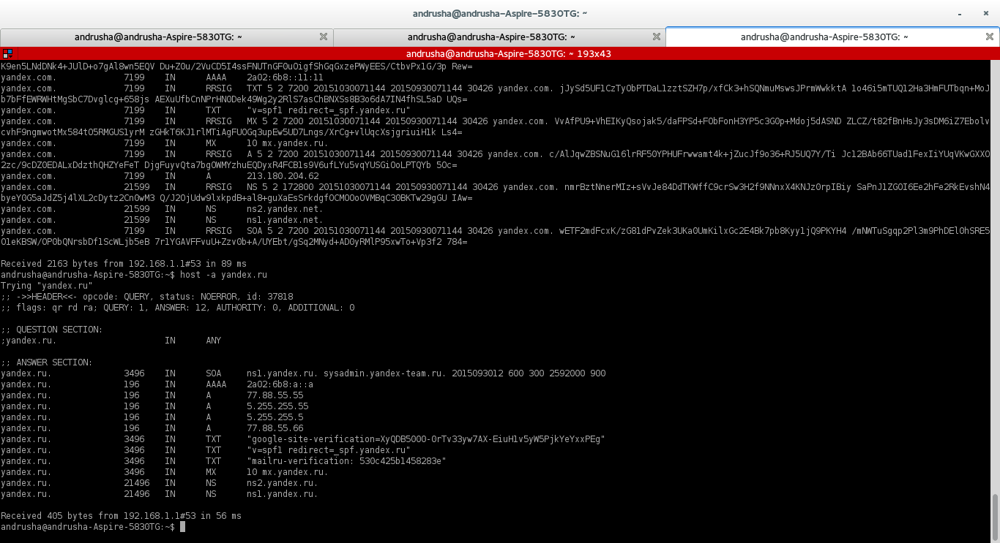 andrusha@andrusha-Aspire-5830TG: ~
andrusha@andrusha-Aspire-5830TG: ~ andrusha@andrusha-Aspire-5830TG: ~ andrusha@andrusha-Aspire-5830TG: ~
andrusha@andrusha-Aspire-5830TG: ~ 193x43
K9en5LNdDNk4+JUlD+o7gAl8wn5EQV Du+Z0u/2VuCD5I4ssFNUTnGF0uOigfShGqGxzePWyEES/CtbvPx1G/3p Rew=
yandex.com. 7199 IN AAAA 2a02:6b8::11:11
yandex.com. 7199 IN RRSIG TXT 5 2 7200 20151030071144 20150930071144 30426 yandex.com. jJySd5UF1CzTyObPTDaL1zztSZH7p/xfCk3+hSQNmuMswsJPrmWwkktA 1o46i5mTUQ12Ha3HmFUTbqn+MoJ
b7bFfEWRWHtMgSbC7Dvglcg+658js AEXuUfbCnNPrHNODek49Wg2y2RlS7asChBNXSs8B3o6dA7IN4fhSL5aD UQs=
yandex.com. 7199 IN TXT "v=spf1 redirect=_spf.yandex.ru"
yandex.com. 7199 IN RRSIG MX 5 2 7200 20151030071144 20150930071144 30426 yandex.com. VvAfPU9+VhEIKyQsojak5/daFPSd+FObFonH3YP5c3G0p+Mdoj5dASND ZLCZ/t82fBnHsJy3sDM6iZ7Ebolv
cvhF9ngmwotMx584tO5RMGUS1yrM zGHkT6KJ1rlMTiAgFUOGq3upEw5UD7Lngs/XrCg+vlUqcXsjgriuiH1k Ls4=
yandex.com. 7199 IN MX 10 mx.yandex.ru.
yandex.com. 7199 IN RRSIG A 5 2 7200 20151030071144 20150930071144 30426 yandex.com. c/AlJqwZBSNuG16lrRF50YPHUFrwwamt4k+jZucJf9o36+RJ5UQ7Y/Ti Jc12BAb66TUad1FexIiYUqVKwGXXO
2zc/9cDZ0EDALxDdzthQHZYeFeT DjgFuyvQta7bgOWMYzhuEQDyxR4FCB1s9V6ufLYu5vqYUSGiOoLPTQYb 5Oc=
yandex.com. 7199 IN A 213.180.204.62
yandex.com. 21599 IN RRSIG NS 5 2 172800 20151030071144 20150930071144 30426 yandex.com. nmrBztNnerMIz+sVvJe84DdTKWffC9crSw3H2f9NNnxX4KNJz0rpIBiy SaPnJ1ZGOI6Ee2hFe2RkEvshN4
byeY0G5aJdZ5j4lXL2cDytz2CnOwM3 Q/J2OjUdw9lxkpdB+al8+guXaEsSrkdgfOCMOOoOVMBqC30BKTw29gGU IAw=
yandex.com. 21599 IN NS ns2.yandex.net.
yandex.com. 21599 IN NS ns1.yandex.net.
yandex.com. 7199 IN RRSIG SOA 5 2 7200 20151030071144 20150930071144 30426 yandex.com. wETF2mdFcxK/zG81dPvZek3UKa0UmKilxGc2E4Bk7pb8Kyy1jQ9PKYH4 /mNWTuSgqp2Pl3m9PhDEl0hSRE5
O1eKBSW/OP0bQNrsbDf1ScWLjb5eB 7rlYGAVFFvuU+Zzv0b+A/UYEbt/gSq2MNyd+AD0yRMlP95xwTo+Vp3f2 784=
Received 2163 bytes from 192.168.1.1#53 in 89 ms
andrusha@andrusha-Aspire-5830TG:~$ host -a yandex.ru
Trying "yandex.ru"
;; ->>HEADER<<- opcode: QUERY, status: NOERROR, id: 37818
;; flags: qr rd ra; QUERY: 1, ANSWER: 12, AUTHORITY: 0, ADDITIONAL: 0
;; QUESTION SECTION:
;yandex.ru. IN ANY
;; ANSWER SECTION:
yandex.ru. 3496 IN SOA ns1.yandex.ru. sysadmin.yandex-team.ru. 2015093012 600 300 2592000 900
yandex.ru. 196 IN AAAA 2a02:6b8:a::a
yandex.ru. 196 IN A 77.88.55.55
yandex.ru. 196 IN A 5.255.255.55
yandex.ru. 196 IN A 5.255.255.5
yandex.ru. 196 IN A 77.88.55.66
yandex.ru. 3496 IN TXT "google-site-verification=XyQDB5000-0rTv33yw7AX-EiuH1v5yW5PjkYeYxxPEg"
yandex.ru. 3496 IN TXT "v=spf1 redirect=_spf.yandex.ru"
yandex.ru. 3496 IN TXT "mailru-verification: 530c425b1458283e"
yandex.ru. 3496 IN MX 10 mx.yandex.ru.
yandex.ru. 21496 IN NS ns2.yandex.ru.
yandex.ru. 21496 IN NS ns1.yandex.ru.
Received 405 bytes from 192.168.1.1#53 in 56 ms
andrusha@andrusha-Aspire-5830TG:~$